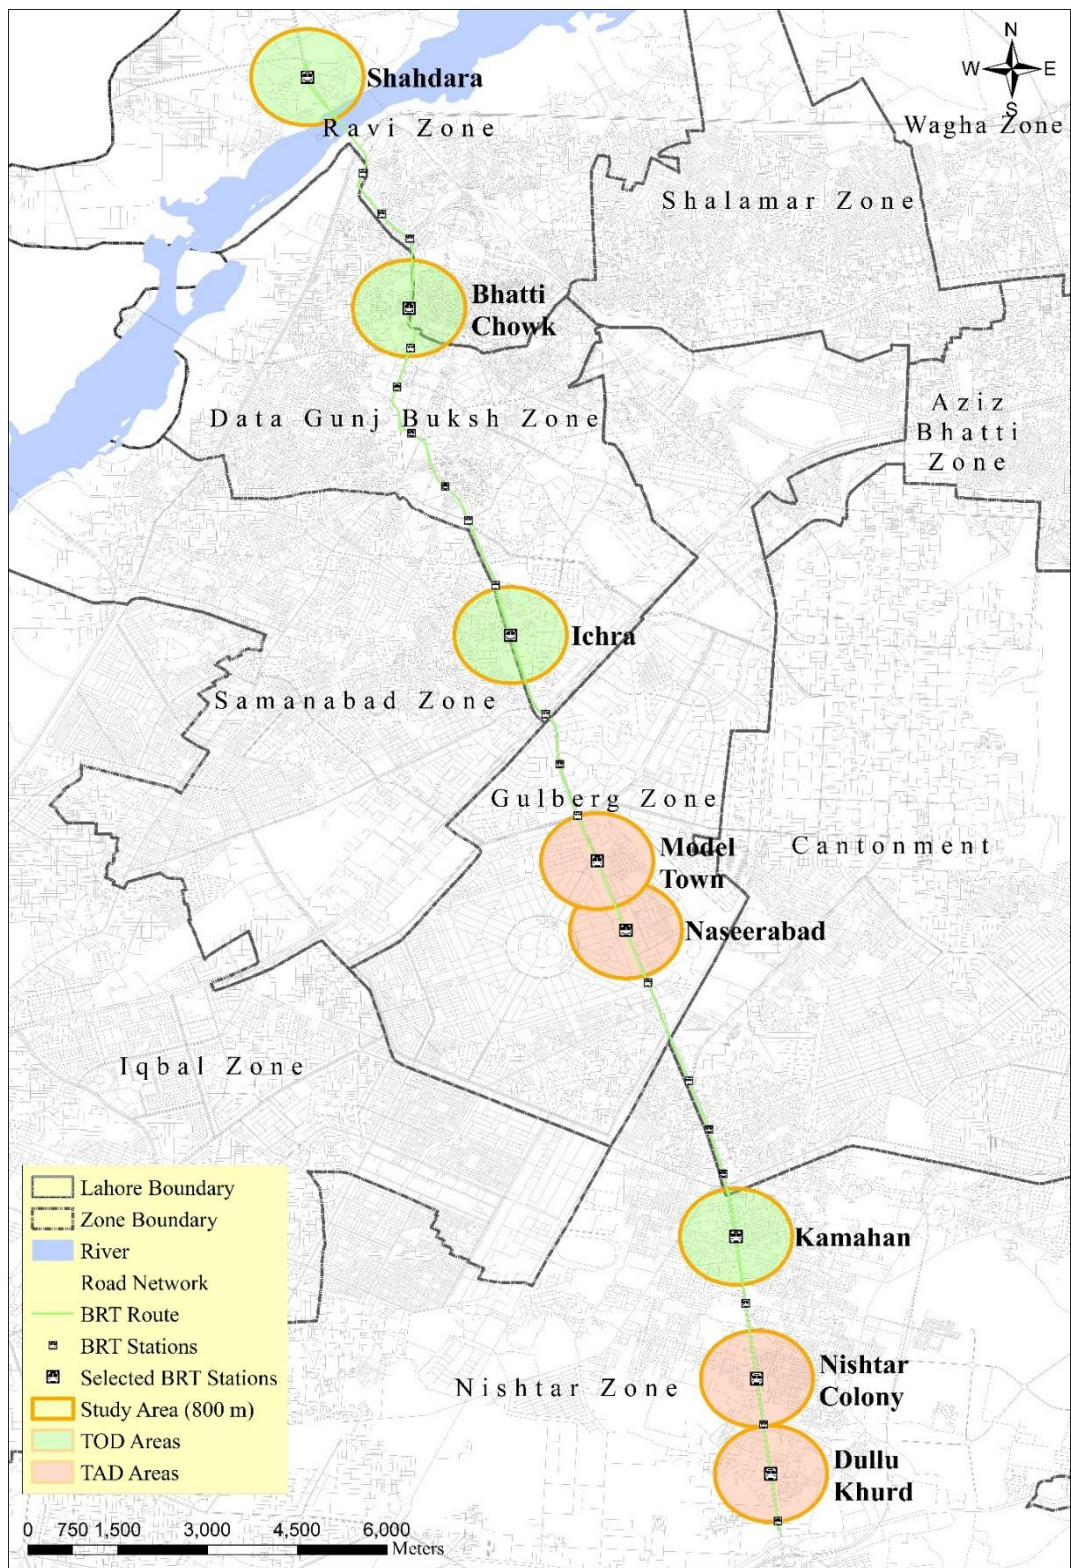 N
W E
S
Shahdara
Ravi Zone
Wagha Zone
Shalamar Zone
Bhatti
Chowk
Data Gunj Buksh Zone
Aziz
Bhatti
Zone
Ichra
Samanabad Zone
Gulberg Zone
Model
Town
Cantonment
Naseerabad
Iqbal Zone
Kamahan
Nishtar
Colony
Nishtar Zone
Dullu
Khurd
Lahore Boundary
Zone Boundary
River
Road Network
BRT Route
BRT Stations
Selected BRT Stations
Study Area (800 m)
TOD Areas
TAD Areas
0 750 1,500 3,000 4,500 6,000
Meters